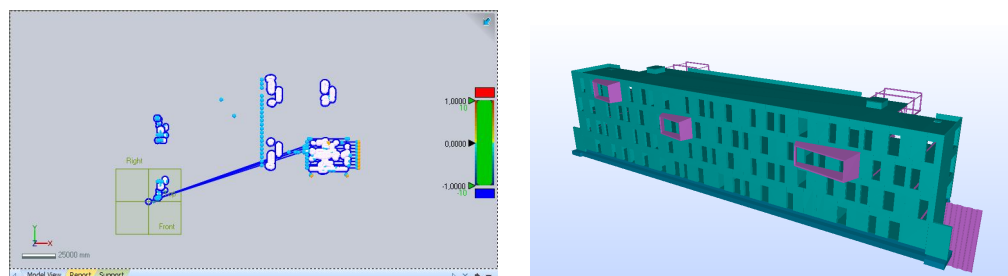 Right
Front
1,0000
10
0,0000
-1,0000
-10
Y
Z X
25000 mm
Model View Report Support